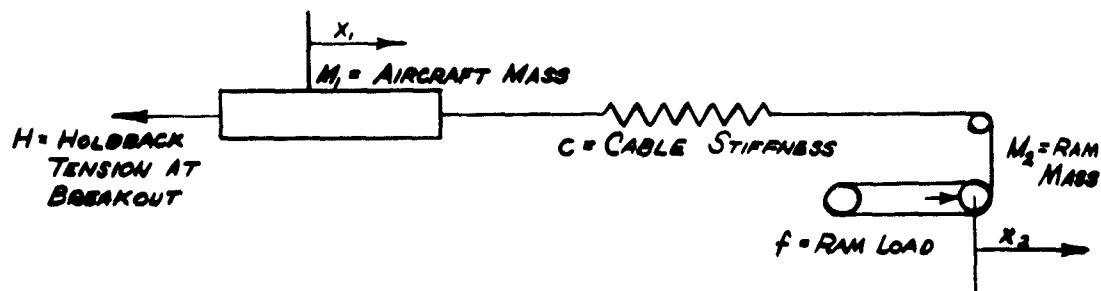 X₁
M₁ = AIRCRAFT MASS
H = HOLDBACK
TENSION AT
BREAKOUT
C = CABLE STIFFNESS
M₂ = RAM
MASS
f = RAM LOAD
X₂